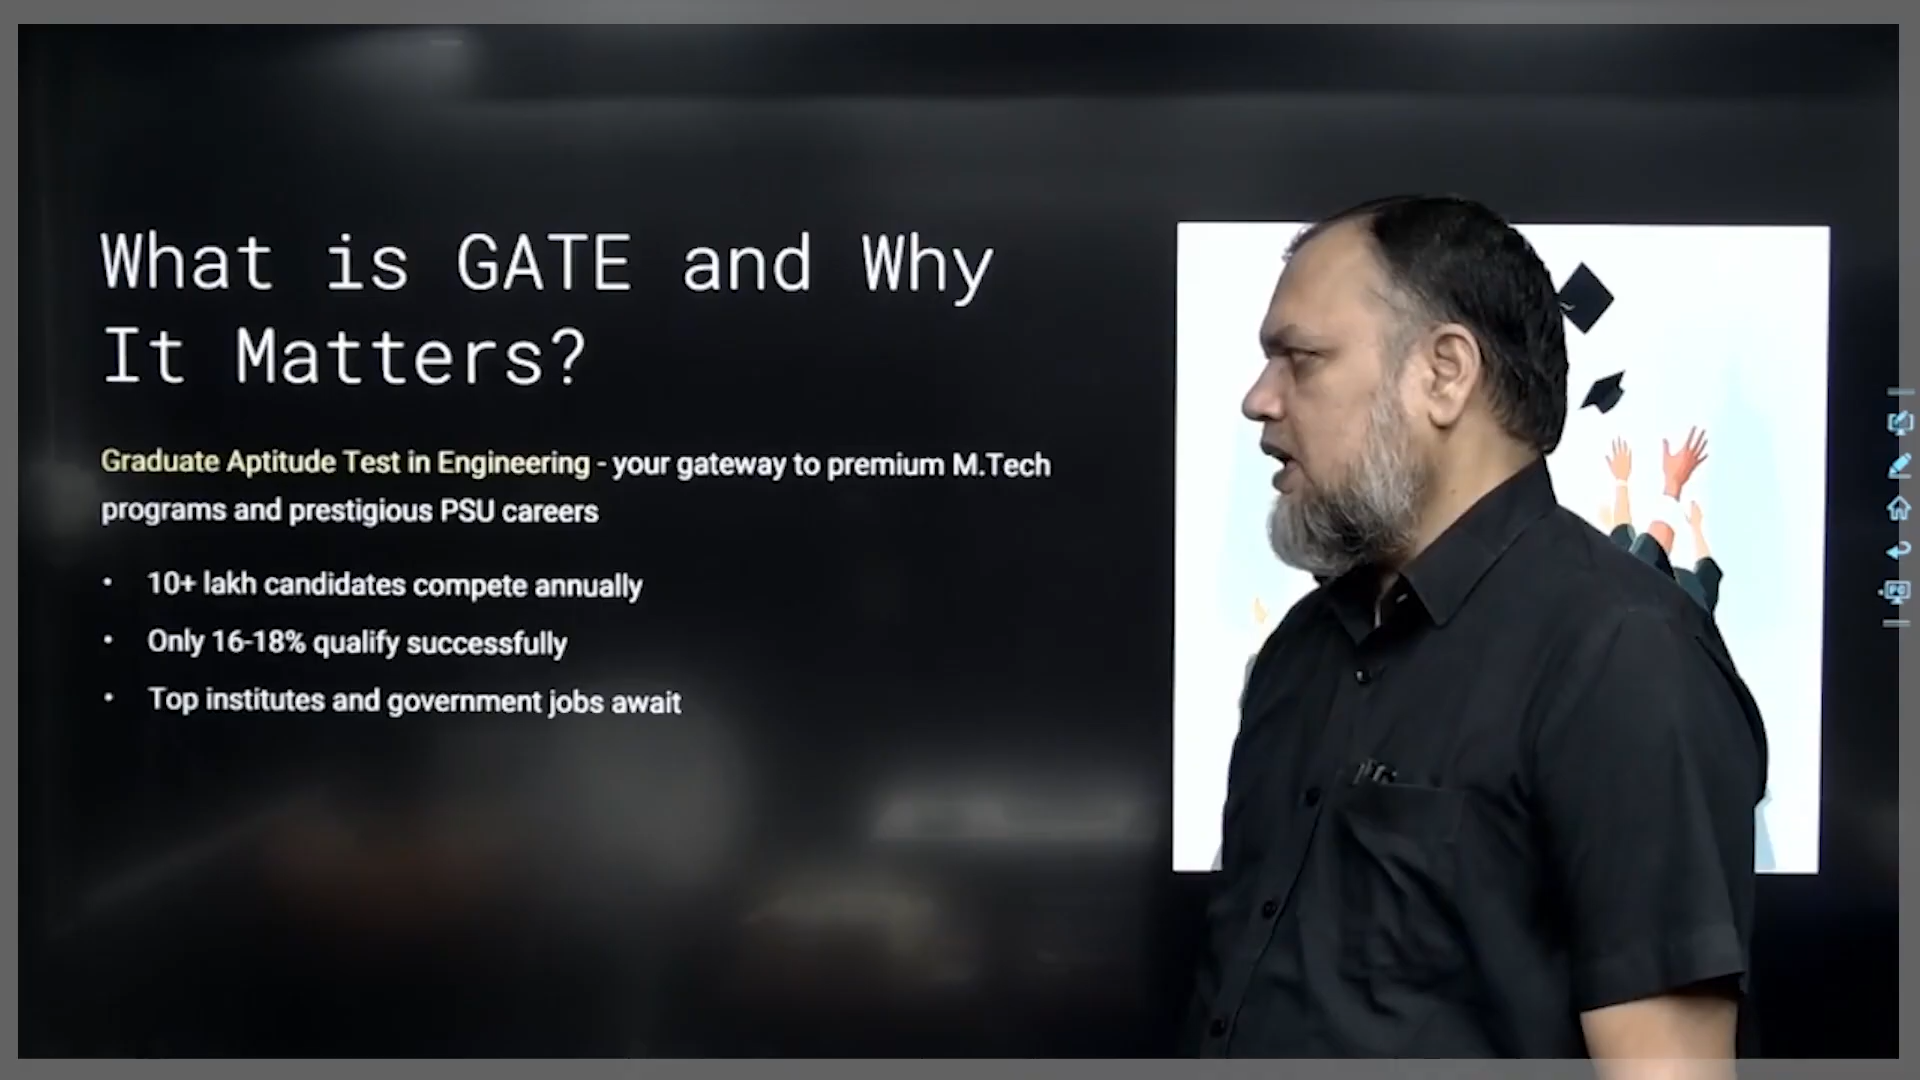 What is GATE and Why
It Matters?
Graduate Aptitude Test in Engineering - your gateway to premium M.Tech
programs and prestigious PSU careers
• 10+ lakh candidates compete annually
• Only 16-18% qualify successfully
• Top institutes and government jobs await
PC